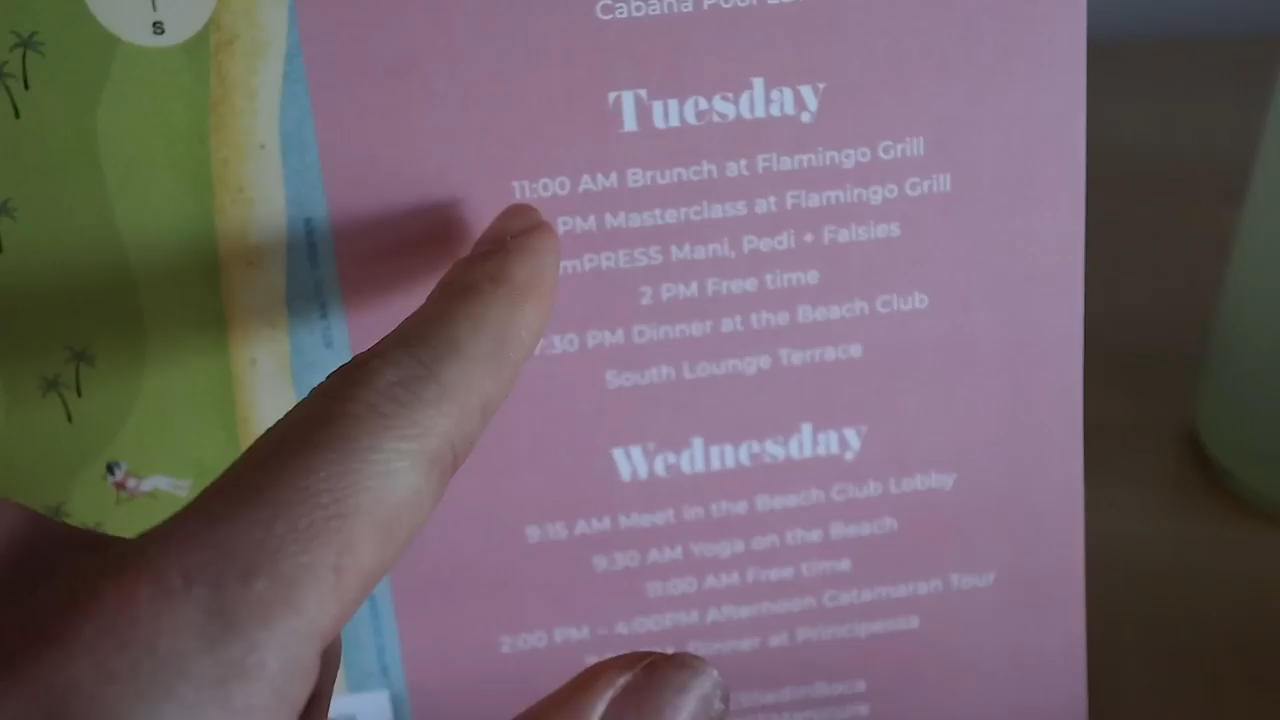 s
Cabana Pool
Tuesday
11:00 AM Brunch at Flamingo Grill
PM Masterclass at Flamingo Grill
mPRESS Mani, Pedi + Falsies
2 PM Free time
:30 PM Dinner at the Beach Club
South Lounge Terrace
Wednesday
9:15 AM Meet in the Beach Club Lobby
9:30 AM Yoga on the Beach
11:00 AM Free time
2:00 PM - 4:00PM Afternoon Catamaran Tour
Dinner at Principessa